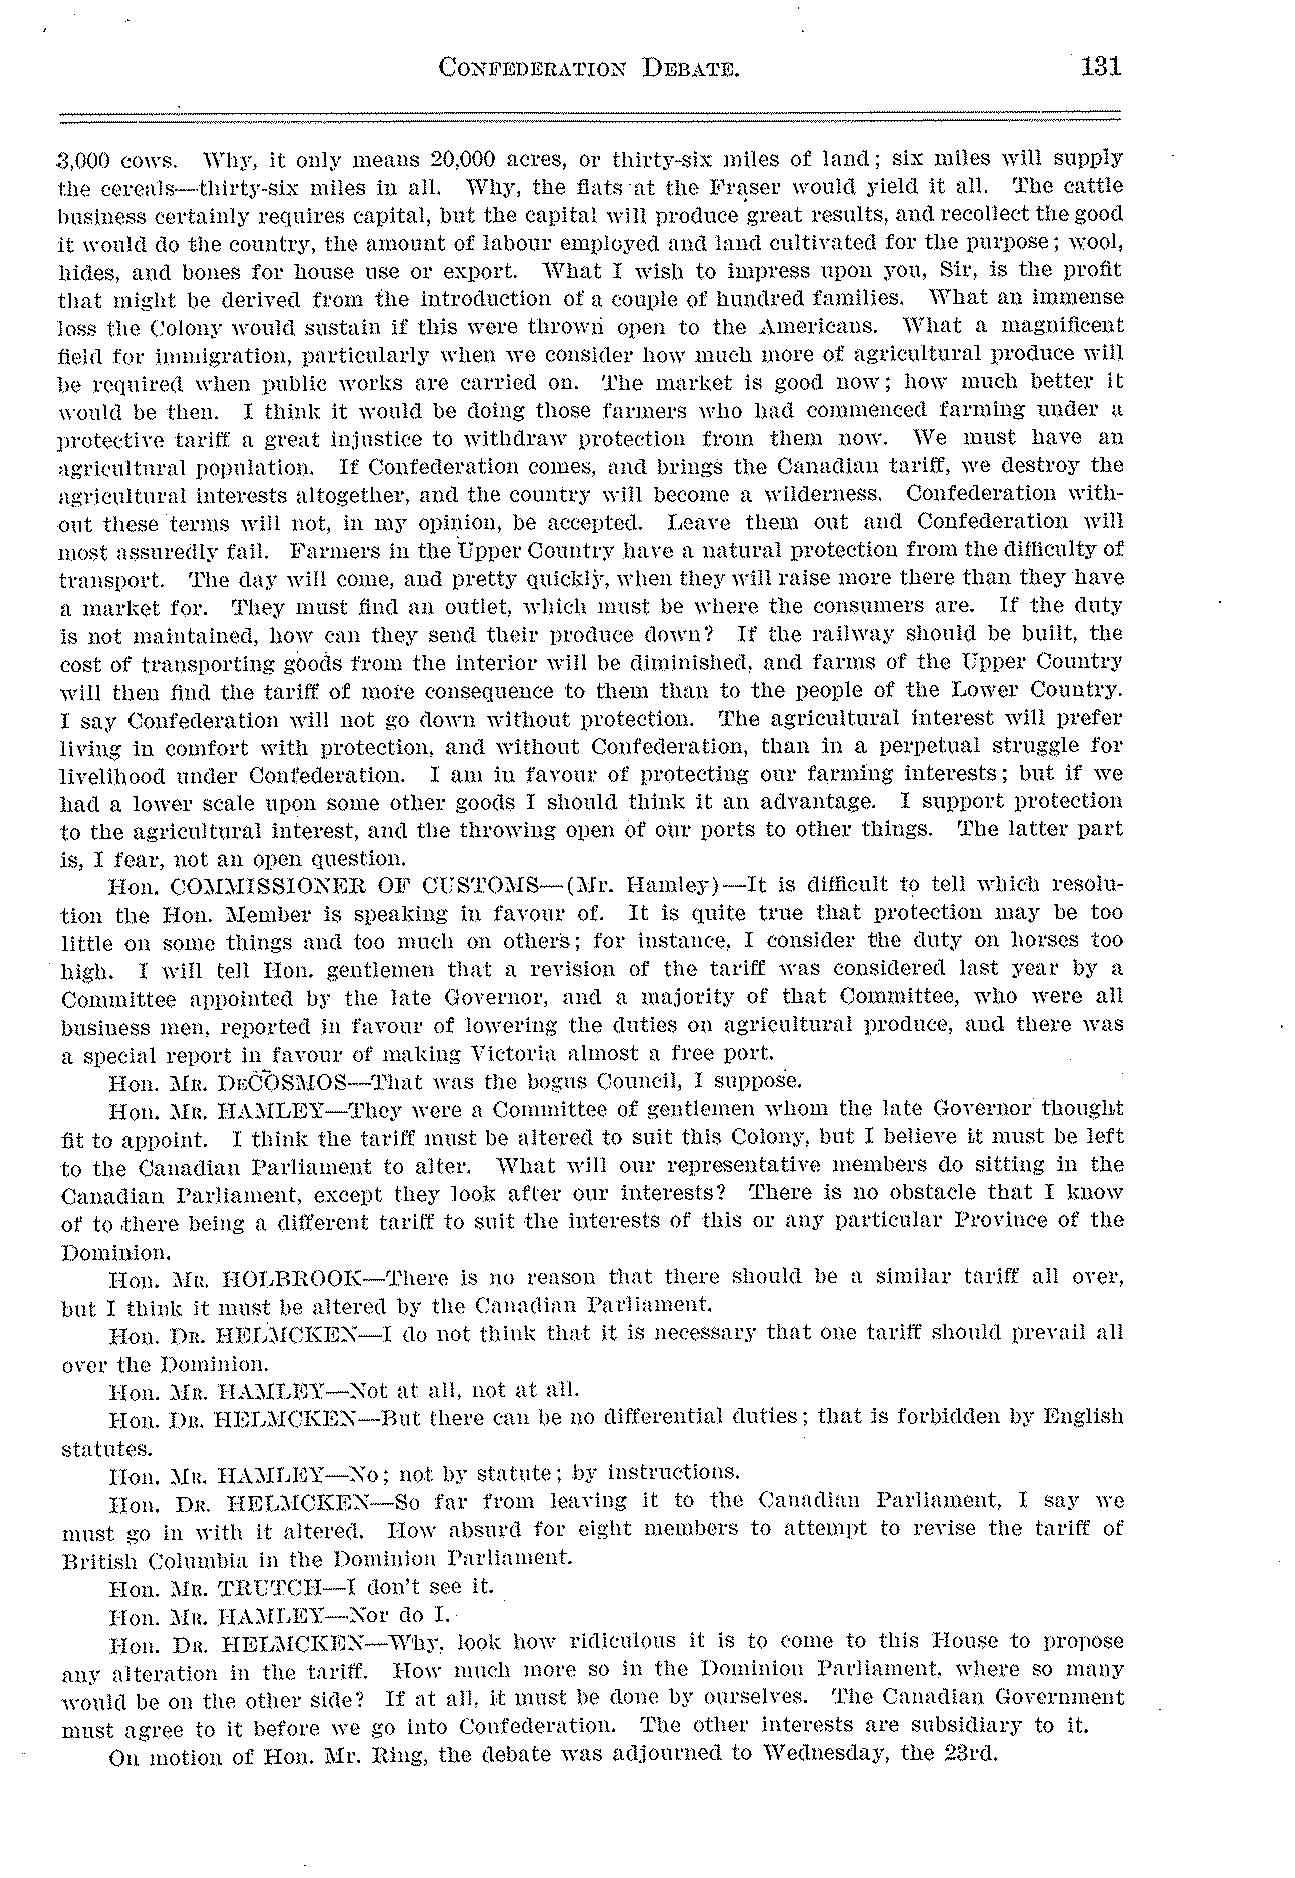 CONFEDERATION DEBATE. 131
3,000 cows. Why, it only means 20,000 acres, or thirty-six miles of land; six miles will supply
the cereals—thirty-six miles in all. Why, the flats at the Fraser would yield it all. The cattle
business certainly requires capital, but the capital will produce great results, and recollect the good
it would do the country, the amount of labour employed and land cultivated for the purpose; wool,
hides, and bones for house use or export. What I wish to impress upon you, Sir, is the profit
that might be derived from the introduction of a couple of hundred families. What an immense
loss the Colony would sustain if this were thrown open to the Americans. What a magnificent
field for immigration, particularly when we consider how much more of agricultural produce will
be required when public works are carried on. The market is good now; how much better it
would be then. I think it would be doing those farmers who had commenced farming under a
protective tariff a great injustice to withdraw protection from them now. We must have an
agricultural population. If Confederation comes, and brings the Canadian tariff, we destroy the
agricultural interests altogether, and the country will become a wilderness. Confederation with-
out these terms will not, in my opinion, be accepted. Leave them out and Confederation will
most assuredly fail. Farmers in the Upper Country have a natural protection from the difficulty of
transport. The day will come, and pretty quickly, when they will raise more there than they have
a market for. They must find an outlet, which must be where the consumers are. If the duty
is not maintained, how can they send their produce down? If the railway should be built, the
cost of transporting goods from the interior will be diminished, and farms of the Upper Country
will then find the tariff of more consequence to them than to the people of the Lower Country.
I say Confederation will not go down without protection. The agricultural interest will prefer
living in comfort with protection, and without Confederation, than in a perpetual struggle for
livelihood under Confederation. I am in favour of protecting our farming interests; but if we
had a lower scale upon some other goods I should think it an advantage. I support protection
to the agricultural interest, and the throwing open of our ports to other things. The latter part
is, I fear, not an open question.
Hon. COMMISSIONER OF CUSTOMS—(Mr. Hamley)—It is difficult to tell which resolu-
tion the Hon. Member is speaking in favour of. It is quite true that protection may be too
little on some things and too much on others; for instance, I consider the duty on horses too
high. I will tell Hon. gentlemen that a revision of the tariff was considered last year by a
Committee appointed by the late Governor, and a majority of that Committee, who were all
business men, reported in favour of lowering the duties on agricultural produce, and there was
a special report in favour of making Victoria almost a free port.
Hon. MR. DECOSMOS—That was the bogus Council, I suppose.
Hon. MR. HAMLEY—They were a Committee of gentlemen whom the late Governor thought
fit to appoint. I think the tariff must be altered to suit this Colony, but I believe it must be left
to the Canadian Parliament to alter. What will our representative members do sitting in the
Canadian Parliament, except they look after our interests? There is no obstacle that I know
of to there being a different tariff to suit the interests of this or any particular Province of the
Dominion.
Hon. MR. HOLBROOK—There is no reason that there should be a similar tariff all over,
but I think it must be altered by the Canadian Parliament.
Hon. DR. HELMCKEN—I do not think that it is necessary that one tariff should prevail all
over the Dominion.
Hon. MR. HAMLEY—Not at all, not at all.
Hon. DR. HELMCKEN—But there can be no differential duties; that is forbidden by English
statutes.
Hon. MR. HAMLEY—No; not by statute; by instructions.
Hon. DR. HELMCKEN—So far from leaving it to the Canadian Parliament, I say we
must go in with it altered. How absurd for eight members to attempt to revise the tariff of
British Columbia in the Dominion Parliament.
Hon. MR. TRUTCH—I don't see it.
Hon. MR. HAMLEY—Nor do I.
Hon. DR. HELMCKEN—Why, look how ridiculous it is to come to this House to propose
any alteration in the tariff. How much more so in the Dominion Parliament, where so many
would be on the other side? If at all, it must be done by ourselves. The Canadian Government
must agree to it before we go into Confederation. The other interests are subsidiary to it.
On motion of Hon. Mr. Ring, the debate was adjourned to Wednesday, the 23rd.